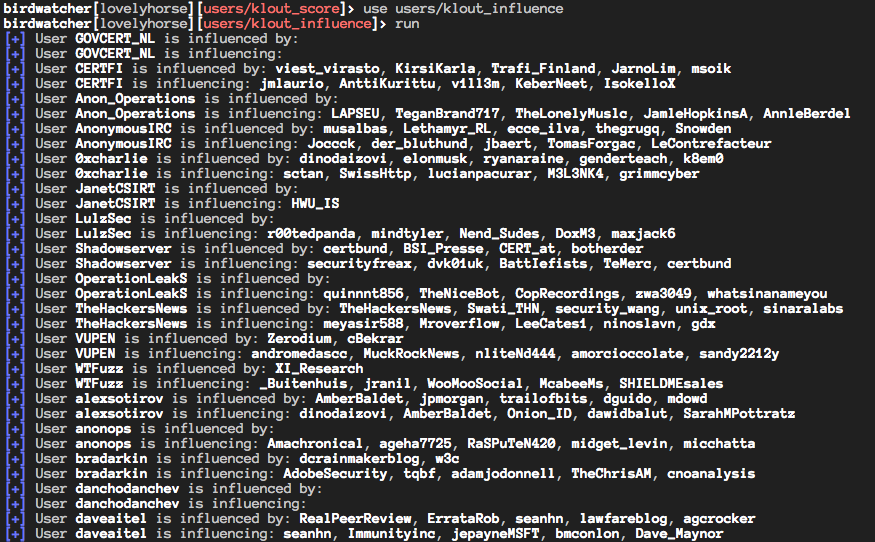 birdwatcher[lovelyhorse][users/klout_score]> use users/klout_influence
birdwatcher[lovelyhorse][users/klout_influence]> run
[+] User GOVCERT_NL is influenced by:
[+] User GOVCERT_NL is influencing:
[+] User CERTFI is influenced by: viest_virasto, KirsiKarla, Trafi_Finland, JarnoLim, msoik
[+] User CERTFI is influencing: jmlaurio, AnttiKurittu, v1ll3m, KeberNeet, IsokelloX
[+] User Anon_Operations is influenced by:
[+] User Anon_Operations is influencing: LAPSEU, TeganBrand717, TheLonelyMuslc, JamleHopkinsA, AnnleBerdel
[+] User AnonymousIRC is influenced by: musalbas, Lethamyr_RL, ecce_ilva, thegrugq, Snowden
[+] User AnonymousIRC is influencing: Joccck, der_bluthund, jbaert, TomasForgac, LeContrefacteur
[+] User 0xcharlie is influenced by: dinodaizovi, elonmusk, ryanaraine, genderteach, k8em0
[+] User 0xcharlie is influencing: sctan, SwissHttp, lucianpacurar, M3L3NK4, grimmcyber
[+] User JanetCSIRT is influenced by:
[+] User JanetCSIRT is influencing: HWU_IS
[+] User LulzSec is influenced by:
[+] User LulzSec is influencing: r00tedpanda, mindtyler, Nend_Sudes, DoxM3, maxjack6
[+] User Shadowserver is influenced by: certbund, BSI_Presse, CERT_at, botherder
[+] User Shadowserver is influencing: securityfreax, dvk01uk, Battlefists, TeMerc, certbund
[+] User OperationLeakS is influenced by:
[+] User OperationLeakS is influencing: quinnnt856, TheNiceBot, CopRecordings, zwa3049, whatsinanameyou
[+] User TheHackersNews is influenced by: TheHackersNews, Swati_THN, security_wang, unix_root, sinaralabs
[+] User TheHackersNews is influencing: meyasir588, Mroverflow, LeeCates1, ninoslavn, gdx
[+] User VUPEN is influenced by: Zerodium, cBekrar
[+] User VUPEN is influencing: andromedascc, MuckRockNews, nliteNd444, amorcioccolate, sandy2212y
[+] User WTFuzz is influenced by: XI_Research
[+] User WTFuzz is influencing: _Buitenhuis, jranil, WooMooSocial, McabeeMs, SHIELDMEsales
[+] User alexsotirov is influenced by: AmberBaldet, jpmorgan, trailofbits, dguido, mdowd
[+] User alexsotirov is influencing: dinodaizovi, AmberBaldet, Onion_ID, dawidbalut, SarahMPottratz
[+] User anonops is influenced by:
[+] User anonops is influencing: Amachronical, ageha7725, RaSPuTeN420, midget_levin, micchatta
[+] User bradarkin is influenced by: dcrainmakerblog, w3c
[+] User bradarkin is influencing: AdobeSecurity, tqbf, adamjodonnell, TheChrisAM, cnoanalysis
[+] User danchodanchev is influenced by:
[+] User danchodanchev is influencing:
[+] User daveaitel is influenced by: RealPeerReview, ErrataRob, seanhn, lawfareblog, agcrocker
[+] User daveaitel is influencing: seanhn, Immunityinc, jepayneMSFT, bmconlon, Dave_Maynor